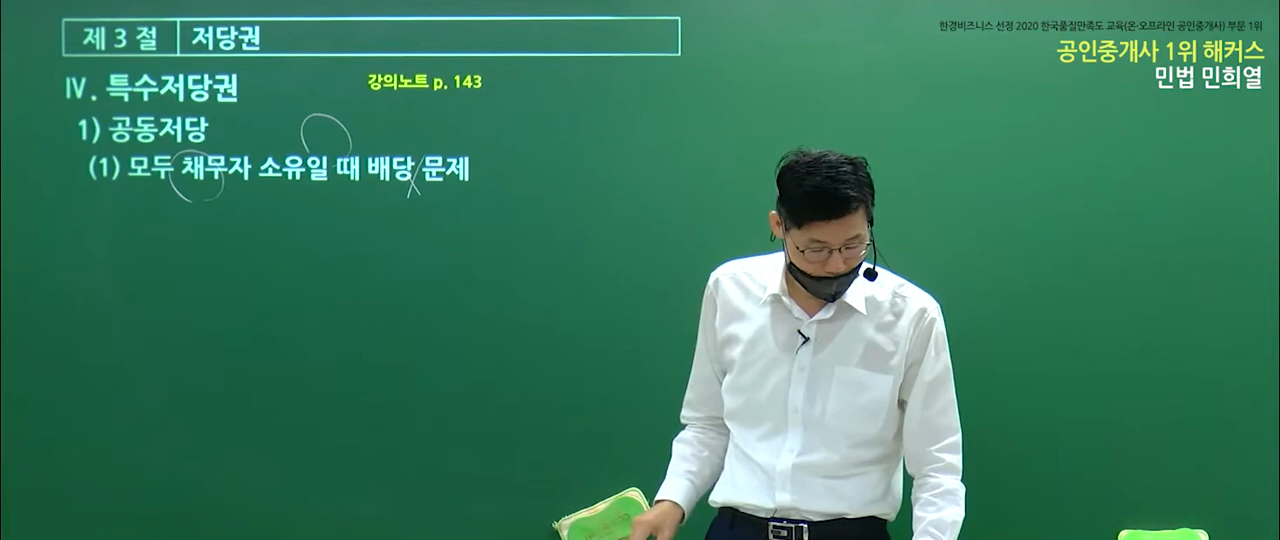 한경비즈니스 선정 2020 한국품질만족도 교육(온·오프라인 공인중개사) 부문 1위
공인중개사 1위 해커스
민법 민희열
제 3 절 저당권
Ⅳ. 특수저당권 강의노트 p. 143
1) 공동저당
(1) 모두 채무자 소유일 때 배당 문제